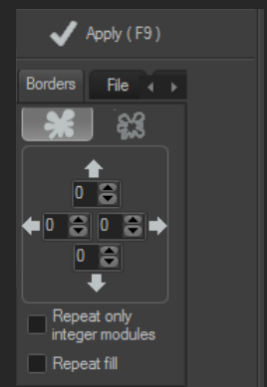 Apply ( F9 )
Borders File
0
0 0
0
Repeat only
integer modules
Repeat fill